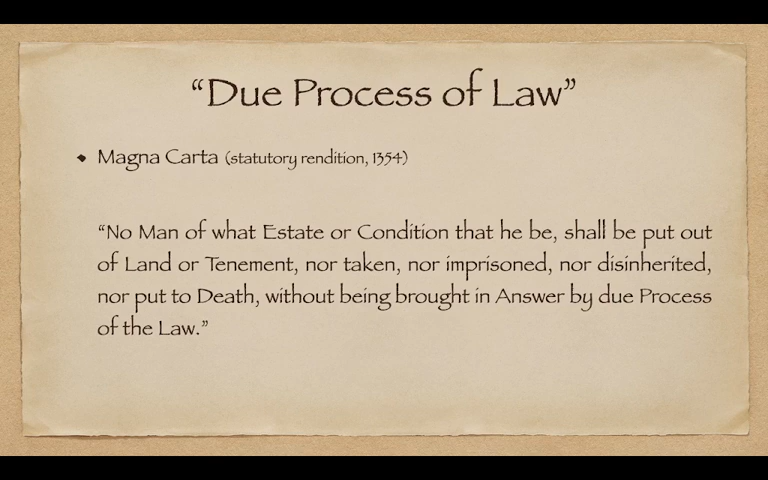 “Due Process of Law”
Magna Carta (statutory rendition, 1354)
“No Man of what Estate or Condition that he be, shall be put out
of Land or Tenement, nor taken, nor imprisoned, nor disinherited,
nor put to Death, without being brought in Answer by due Process
of the Law.”